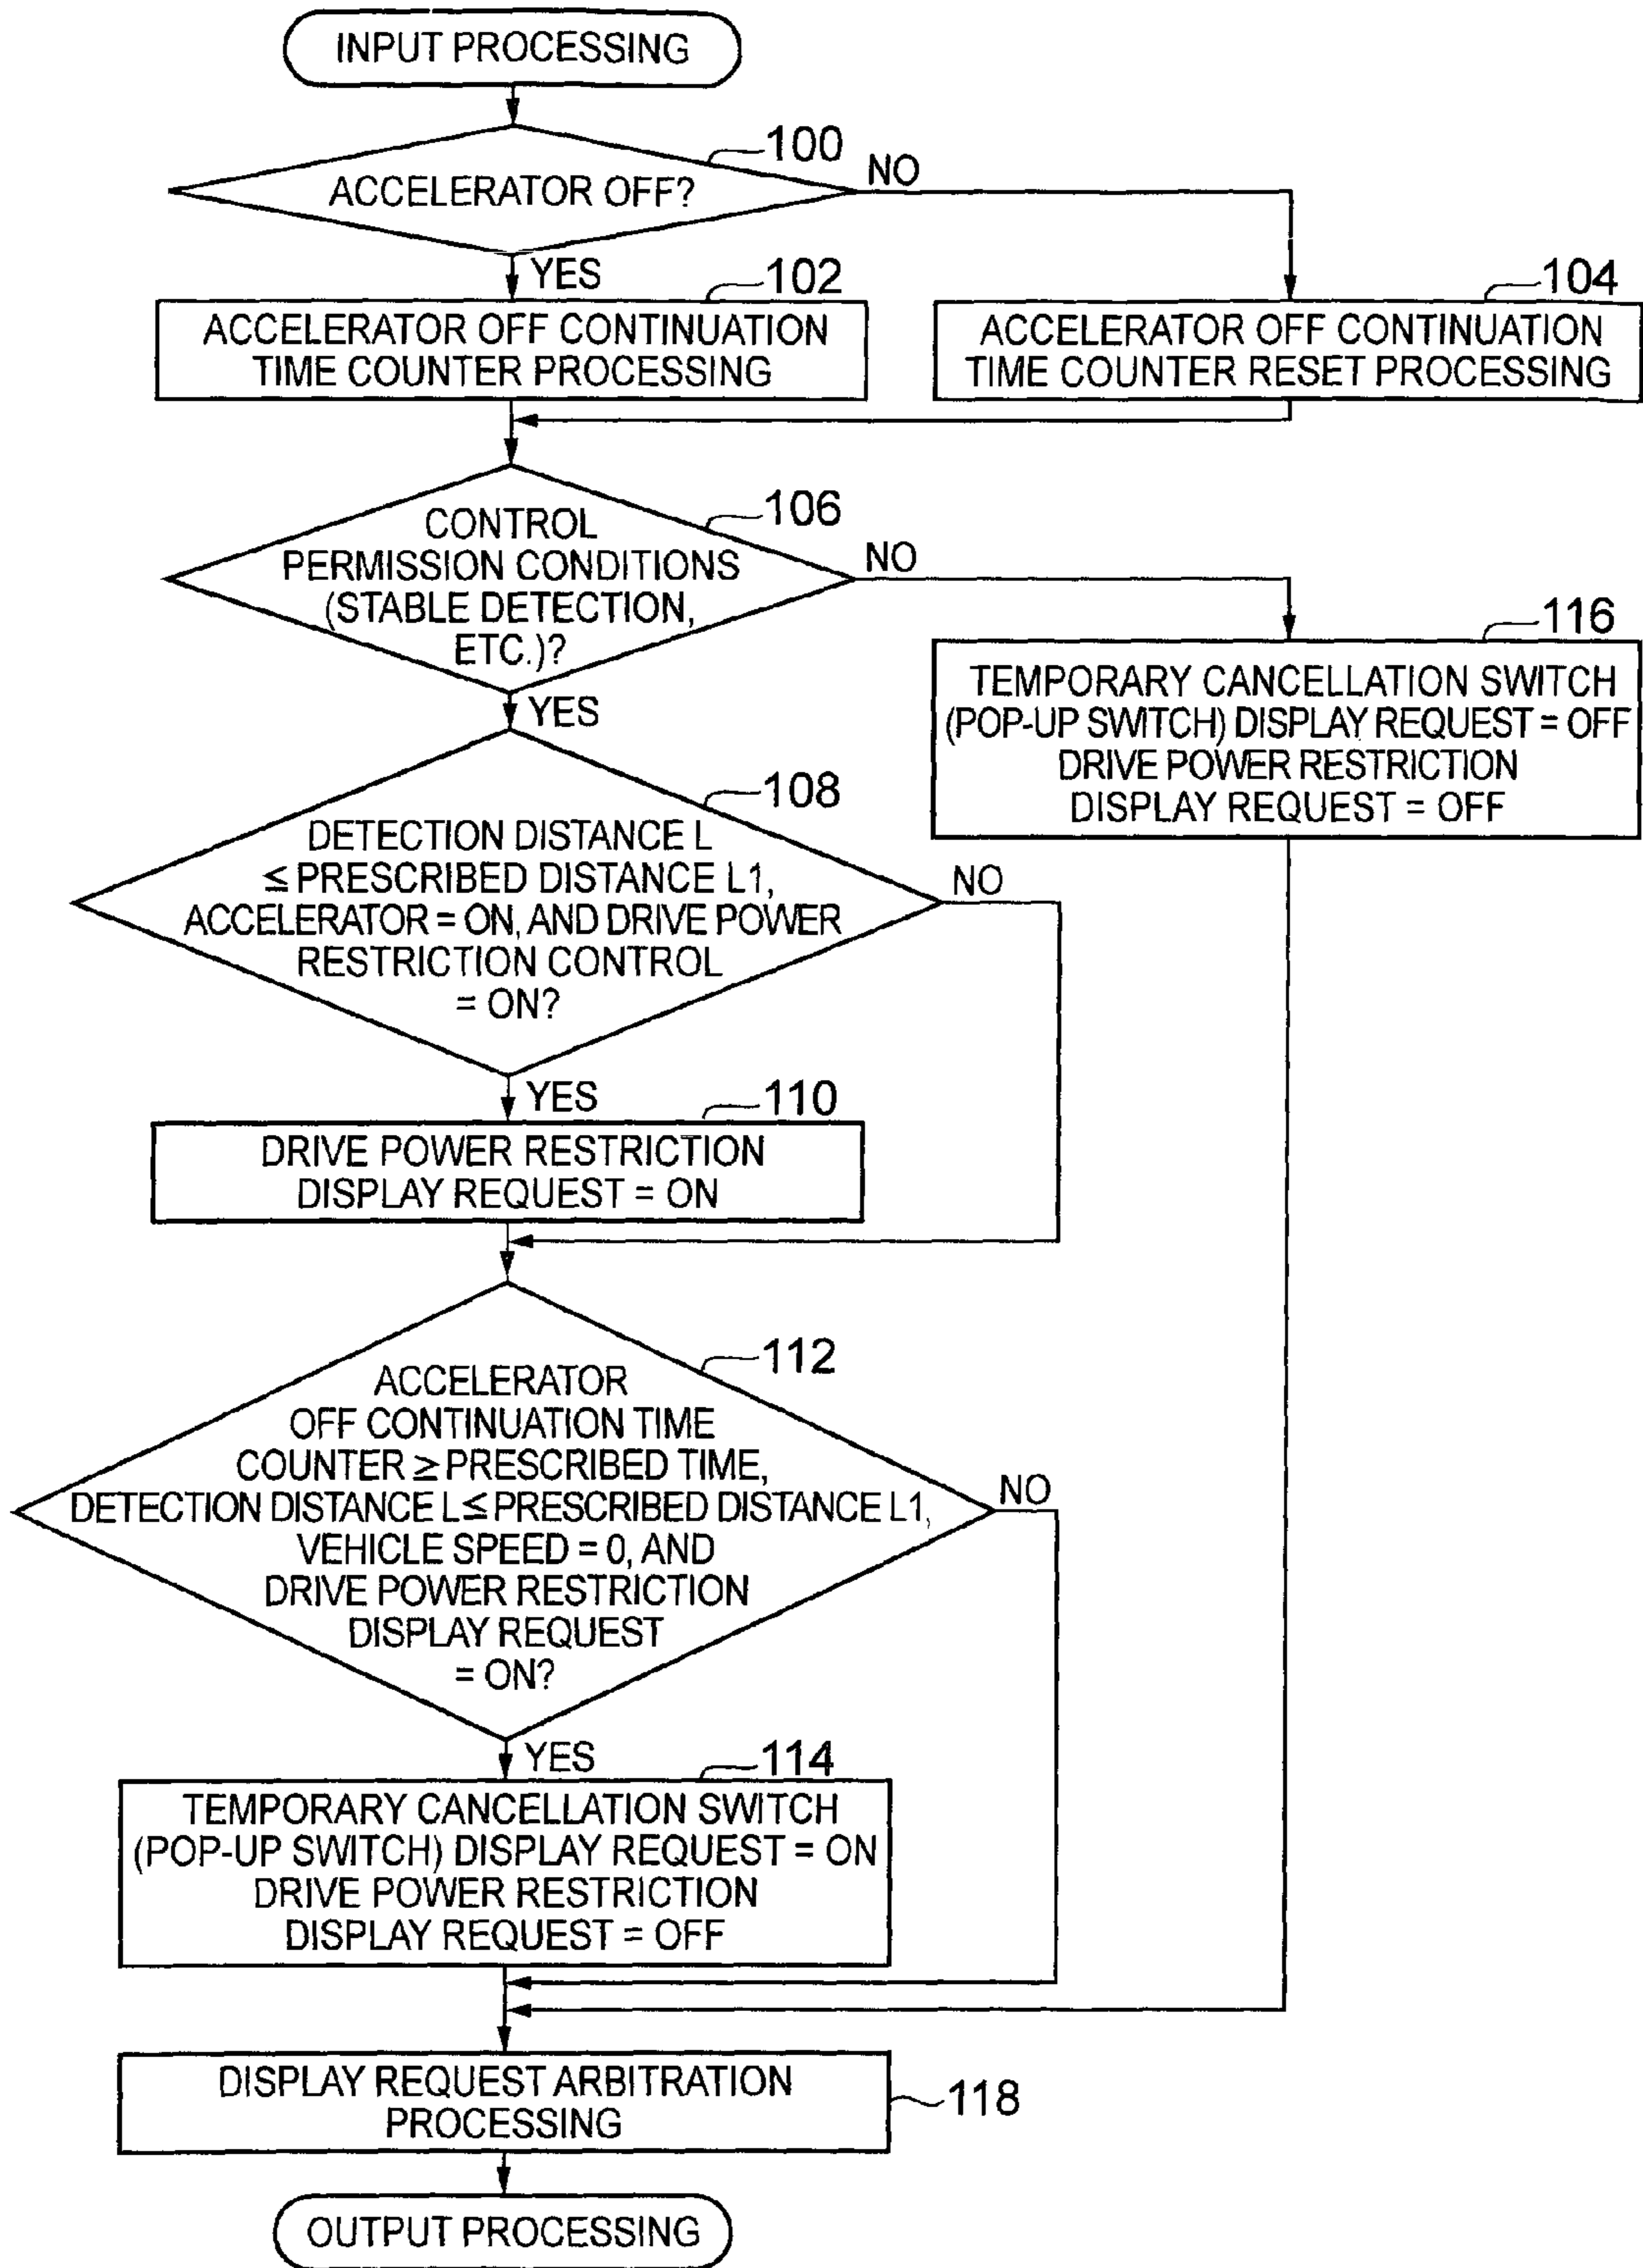 INPUT PROCESSING
100
ACCELERATOR OFF?
NO
YES
102
ACCELERATOR OFF CONTINUATION
TIME COUNTER PROCESSING
104
ACCELERATOR OFF CONTINUATION
TIME COUNTER RESET PROCESSING
106
CONTROL
PERMISSION CONDITIONS
(STABLE DETECTION,
ETC.)?
NO
YES
116
TEMPORARY CANCELLATION SWITCH
(POP-UP SWITCH) DISPLAY REQUEST = OFF
DRIVE POWER RESTRICTION
DISPLAY REQUEST = OFF
108
DETECTION DISTANCE L
≤ PRESCRIBED DISTANCE L1,
ACCELERATOR = ON, AND DRIVE POWER
RESTRICTION CONTROL
= ON?
NO
YES
110
DRIVE POWER RESTRICTION
DISPLAY REQUEST = ON
112
ACCELERATOR
OFF CONTINUATION TIME
COUNTER ≥ PRESCRIBED TIME,
DETECTION DISTANCE L ≤ PRESCRIBED DISTANCE L1,
VEHICLE SPEED = 0, AND
DRIVE POWER RESTRICTION
DISPLAY REQUEST
= ON?
NO
YES
114
TEMPORARY CANCELLATION SWITCH
(POP-UP SWITCH) DISPLAY REQUEST = ON
DRIVE POWER RESTRICTION
DISPLAY REQUEST = OFF
DISPLAY REQUEST ARBITRATION
PROCESSING
118
OUTPUT PROCESSING